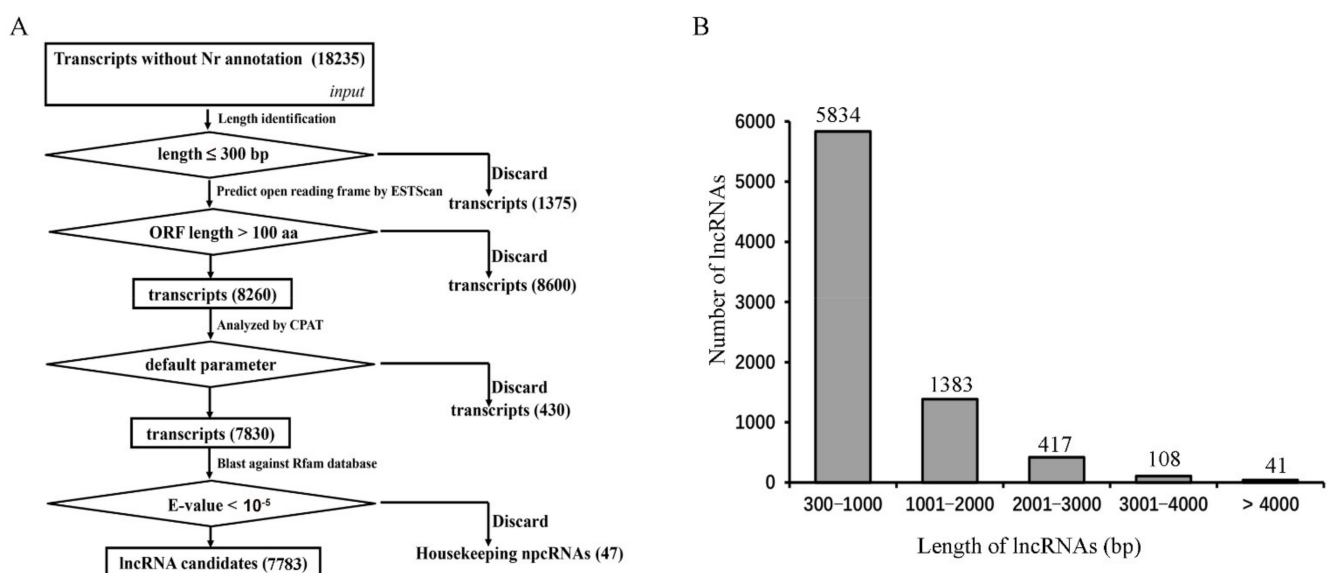 A
Transcripts without Nr annotation (18235)
input
Length identification
length ≤ 300 bp
Discard
transcripts (1375)
Predict open reading frame by ESTScan
ORF length > 100 aa
Discard
transcripts (8600)
transcripts (8260)
Analyzed by CPAT
default parameter
Discard
transcripts (430)
transcripts (7830)
Blast against Rfam database
E-value < 10⁻⁵
Discard
Housekeeping npcRNAs (47)
lncRNA candidates (7783)
B
Number of lncRNAs
6000
5000
4000
3000
2000
1000
0
5834
1383
417
108
41
300−1000
1001−2000
2001−3000
3001−4000
> 4000
Length of lncRNAs (bp)